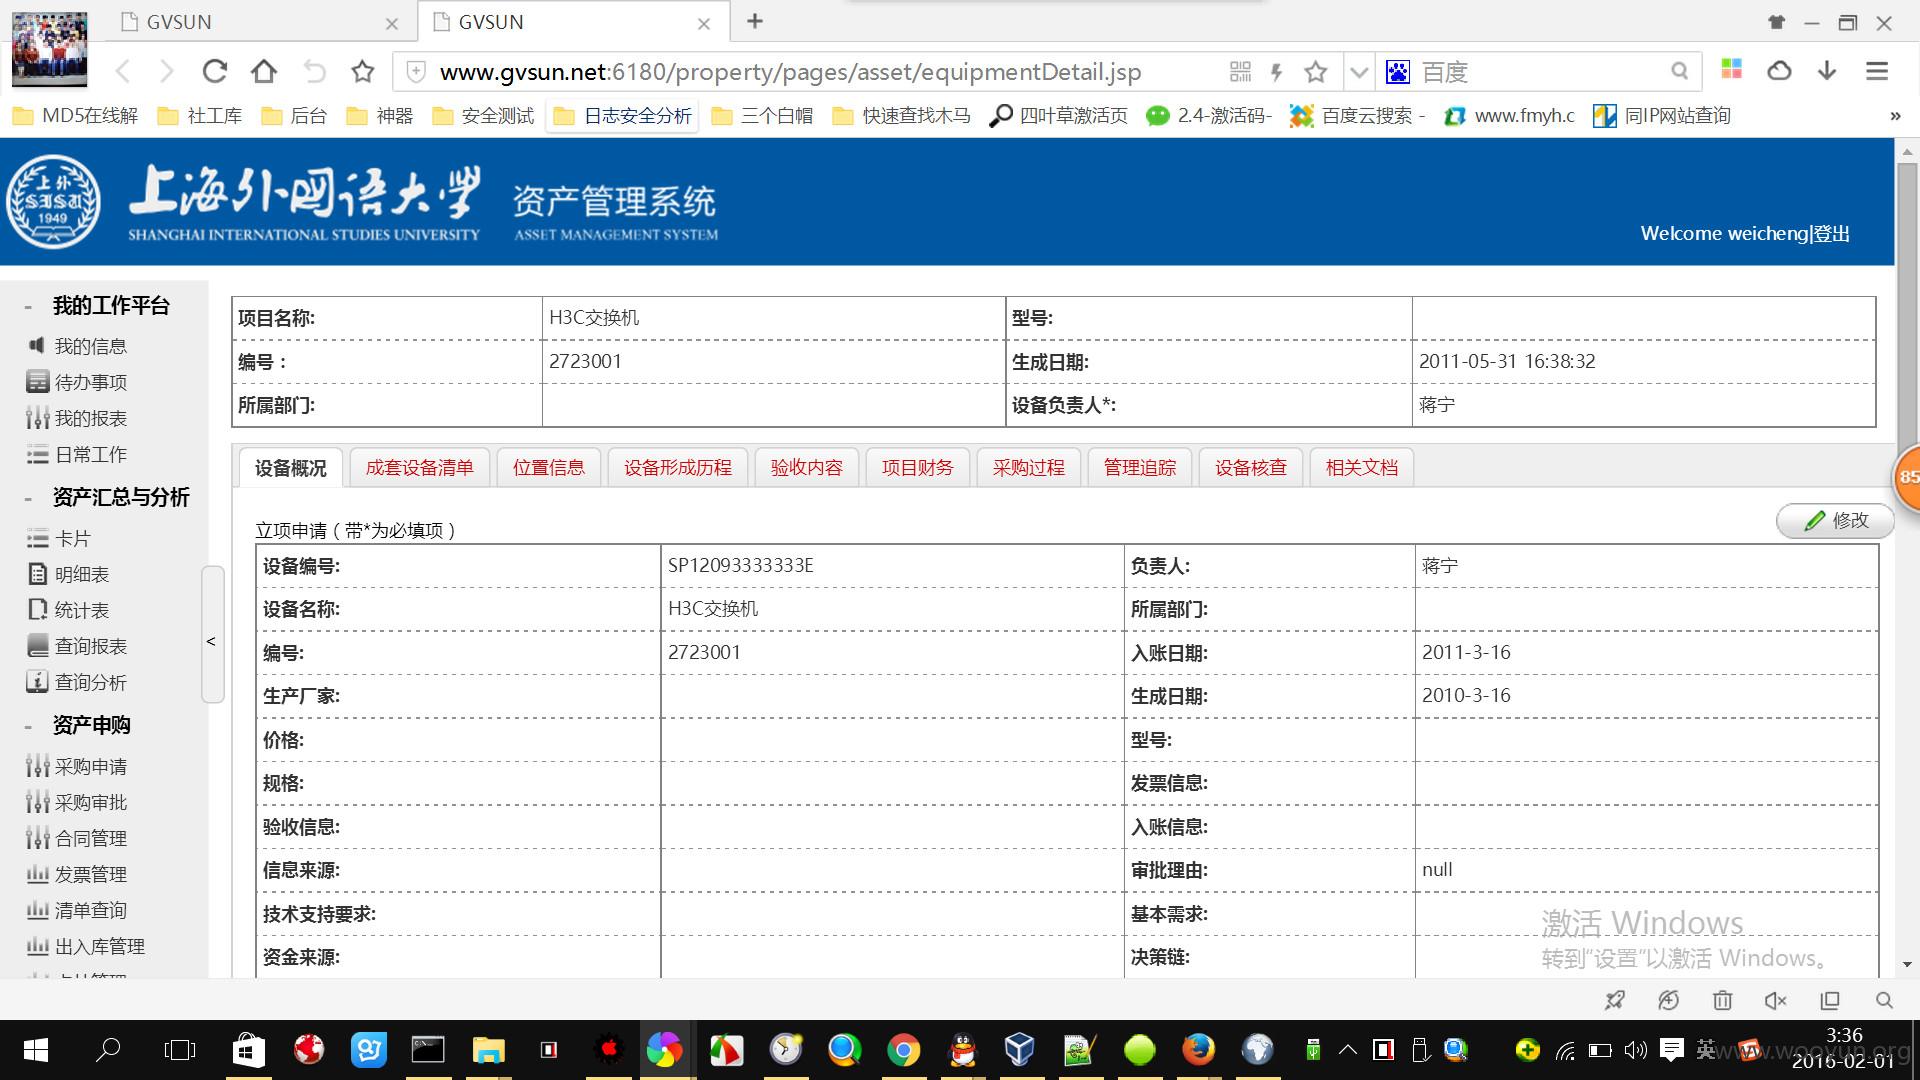 GVSUN
GVSUN
www.gvsun.net:6180/property/pages/asset/equipmentDetail.jsp
百度
MD5在线解 社工库 后台 神器 安全测试 日志安全分析 三个白帽 快速查找木马 四叶草激活页 2.4-激活码- 百度云搜索 - www.fmyh.c 同IP网站查询 »
上外
SISU
1949
上海外国语大学
SHANGHAI INTERNATIONAL STUDIES UNIVERSITY
资产管理系统
ASSET MANAGEMENT SYSTEM
Welcome weicheng|登出
- 我的工作平台
我的信息
待办事项
我的报表
日常工作
- 资产汇总与分析
卡片
明细表
统计表
查询报表
查询分析
- 资产申购
采购申请
采购审批
合同管理
发票管理
清单查询
出入库管理
<
项目名称: H3C交换机 型号:
编号： 2723001 生成日期: 2011-05-31 16:38:32
所属部门: 设备负责人*: 蒋宁
设备概况 成套设备清单 位置信息 设备形成历程 验收内容 项目财务 采购过程 管理追踪 设备核查 相关文档
85
修改
立项申请（带*为必填项）
设备编号: SP12093333333E 负责人: 蒋宁
设备名称: H3C交换机 所属部门:
编号: 2723001 入账日期: 2011-3-16
生产厂家: 生成日期: 2010-3-16
价格: 型号:
规格: 发票信息:
验收信息: 入账信息:
信息来源: 审批理由: null
技术支持要求: 基本需求:
资金来源: 决策链:
激活 Windows
转到"设置"以激活 Windows。
英
3:36
2016-02-01
www.wooyun.org